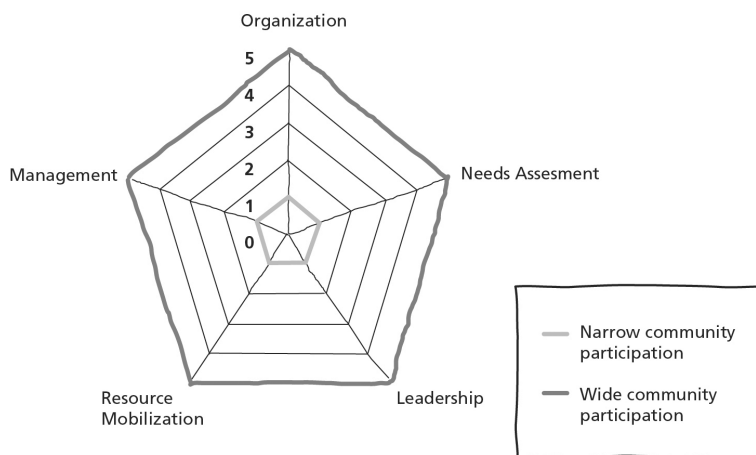 Organization
5
4
3
2
1
0
Management
Needs Assesment
Resource
Mobilization
Leadership
Narrow community
participation
Wide community
participation